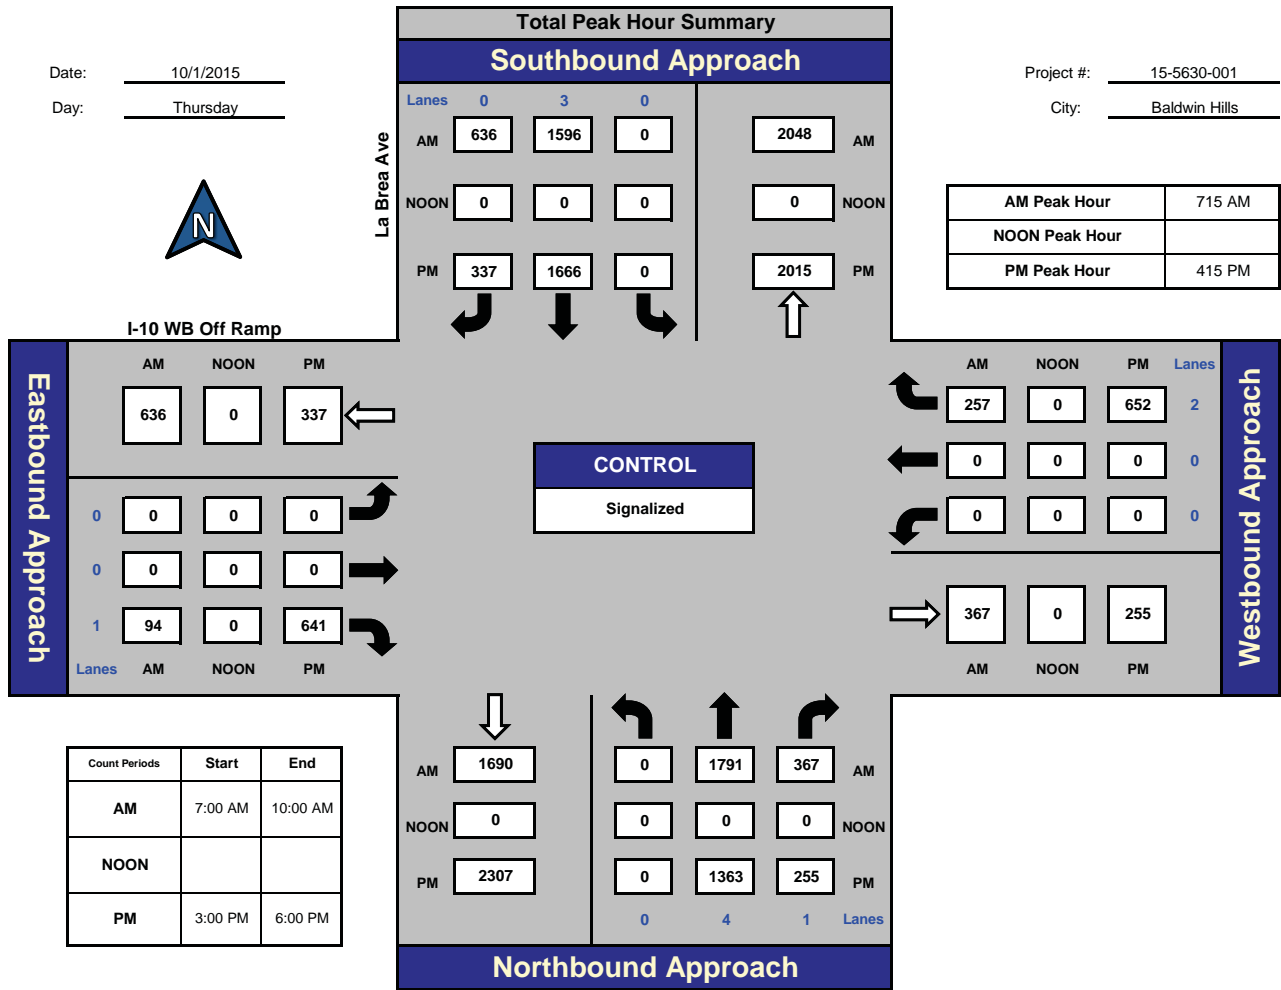 Total Peak Hour Summary
Southbound Approach
Date: 10/1/2015
Day: Thursday
Project #: 15-5630-001
City: Baldwin Hills
N
La Brea Ave
Lanes 0 3 0
AM 636 1596 0 2048 AM
NOON 0 0 0 0 NOON
PM 337 1666 0 2015 PM
AM Peak Hour 715 AM
NOON Peak Hour
PM Peak Hour 415 PM
I-10 WB Off Ramp
Eastbound Approach
AM NOON PM
636 0 337
0 0 0 0
0 0 0 0
1 94 0 641
Lanes AM NOON PM
CONTROL
Signalized
AM NOON PM Lanes
257 0 652 2
0 0 0 0
0 0 0 0
367 0 255
AM NOON PM
Westbound Approach
Count Periods Start End
AM 7:00 AM 10:00 AM
NOON
PM 3:00 PM 6:00 PM
AM 1690 0 1791 367 AM
NOON 0 0 0 0 NOON
PM 2307 0 1363 255 PM
0 4 1 Lanes
Northbound Approach